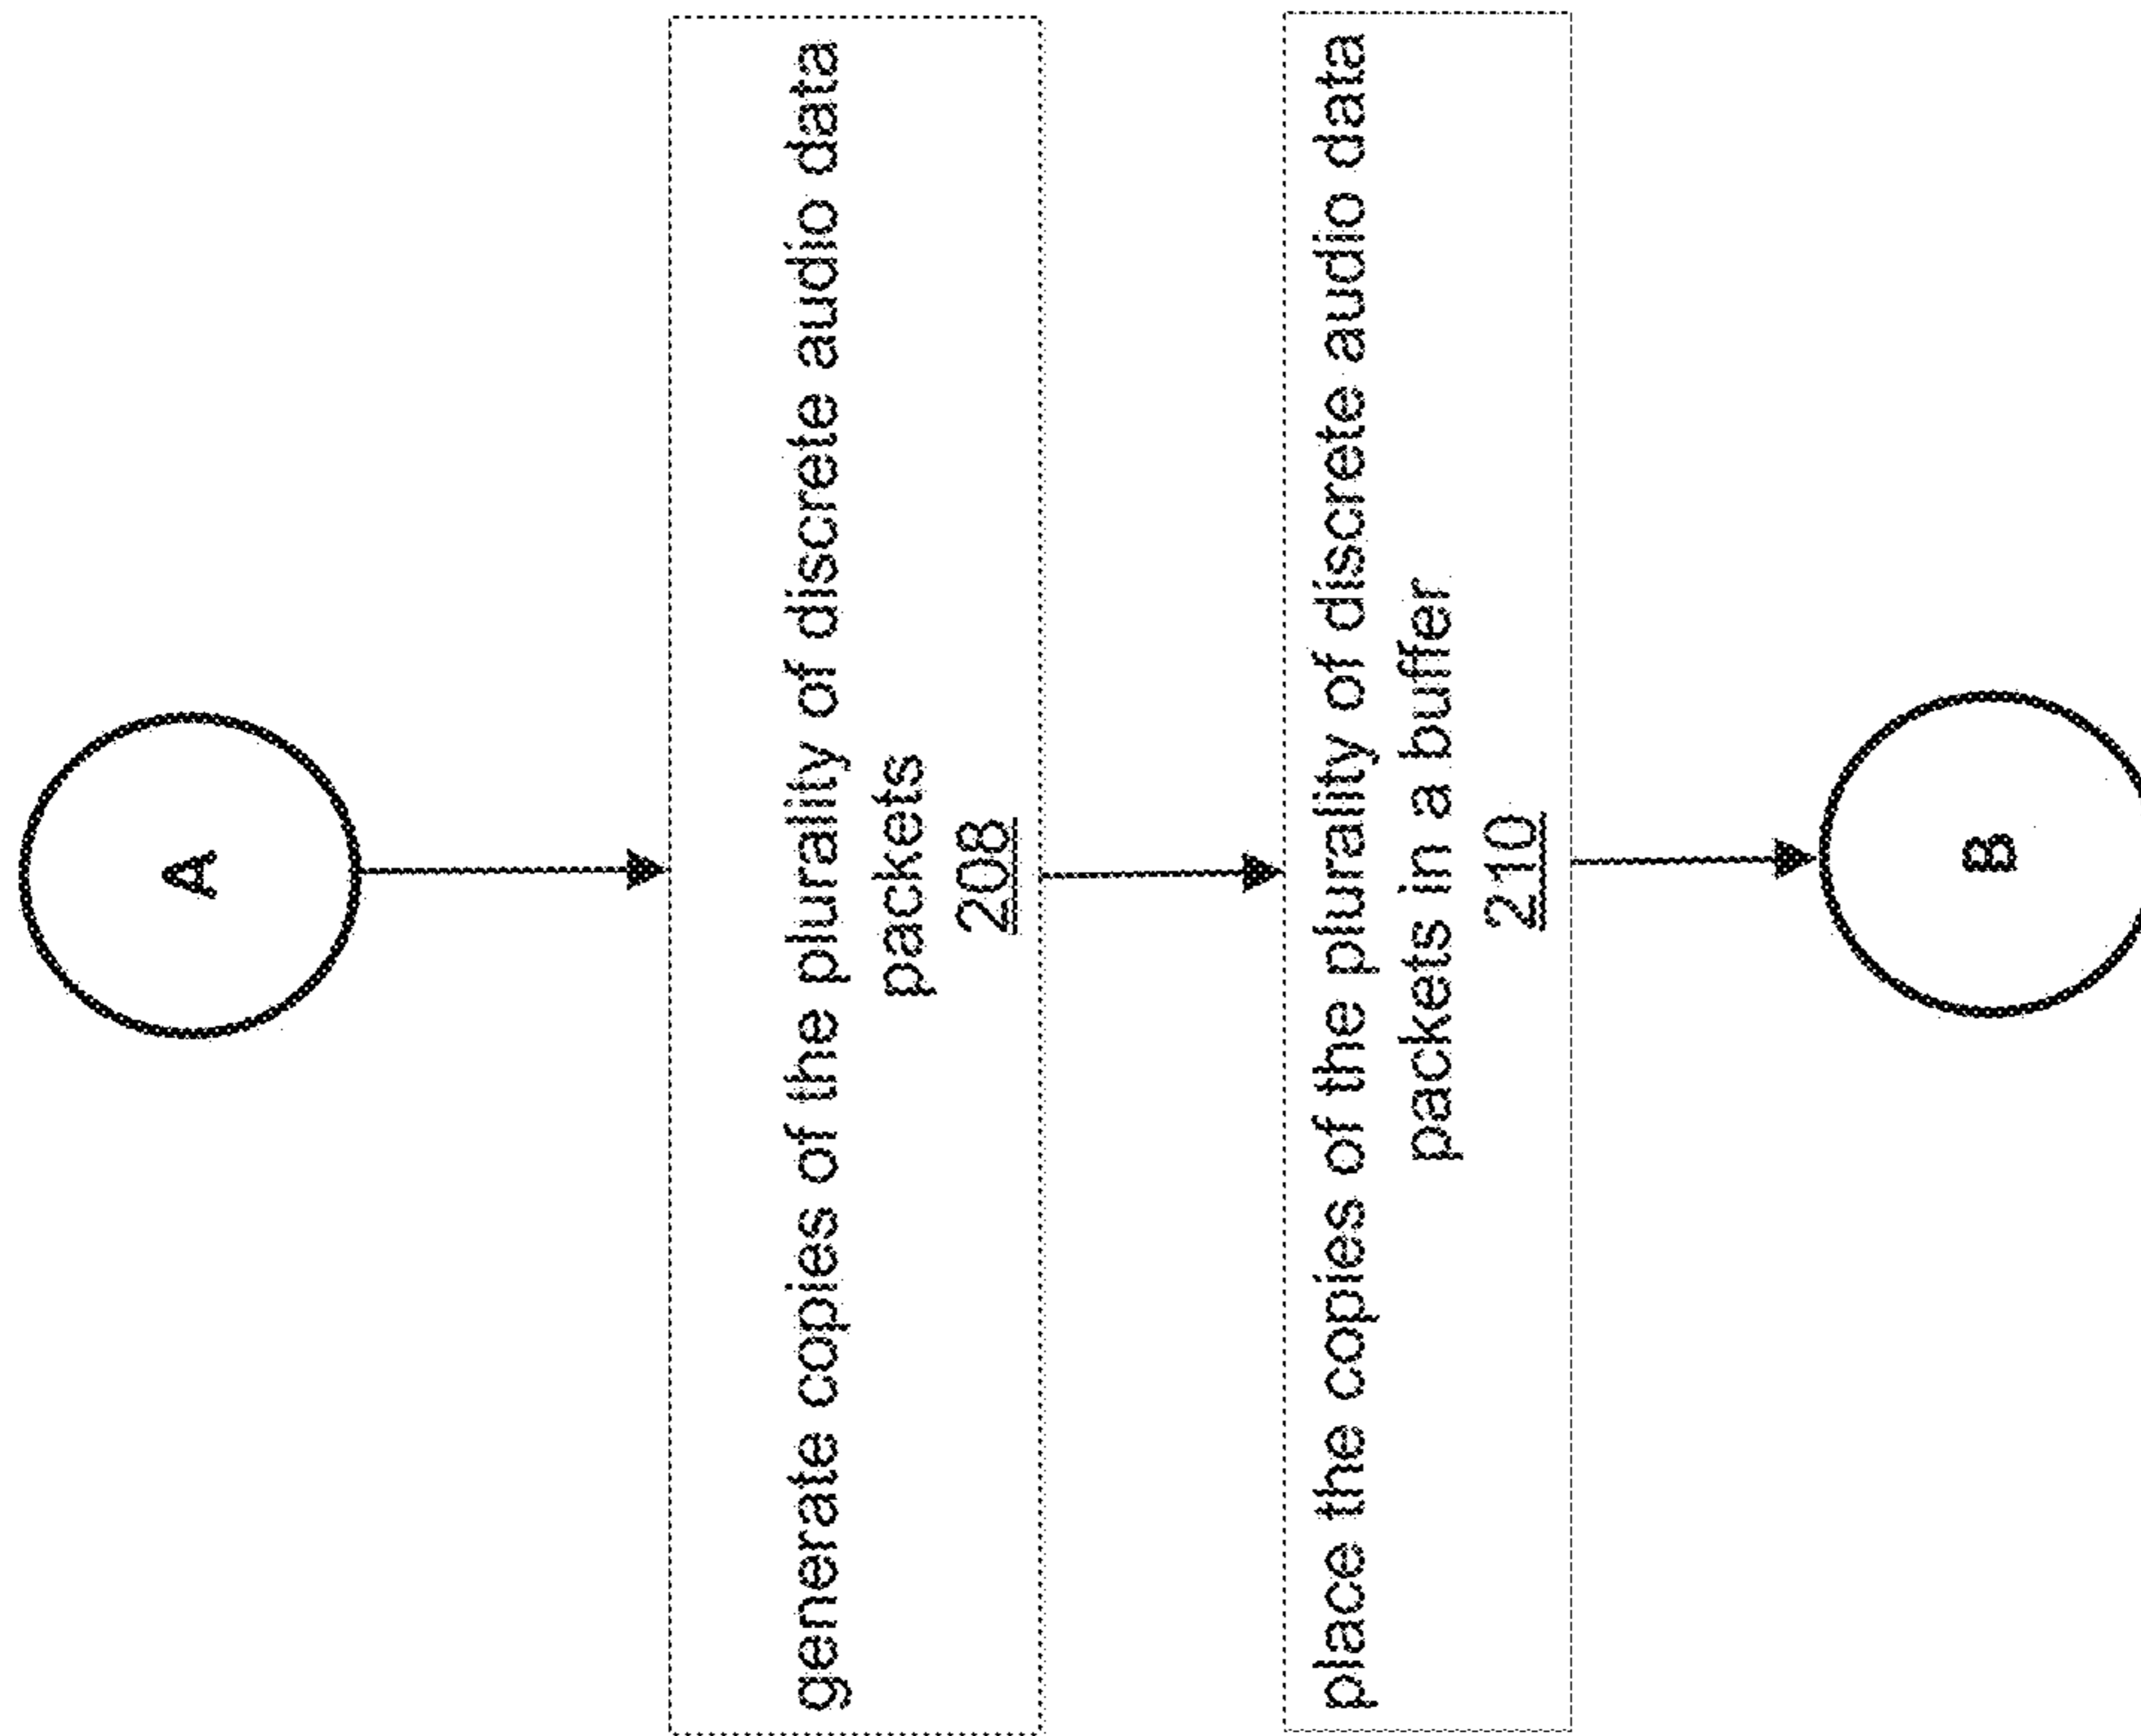 A
generate copies of the plurality of discrete audio data
packets
208
place the copies of the plurality of discrete audio data
packets in a buffer
210
B